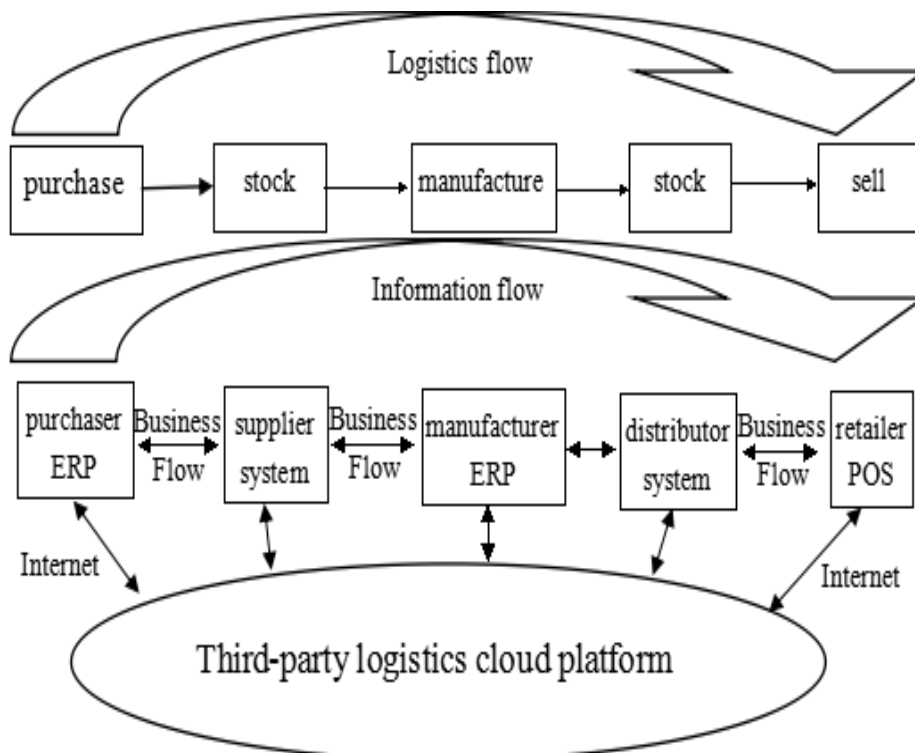 Logistics flow
purchase
stock
manufacture
stock
sell
Information flow
purchaser
ERP
Business
Flow
supplier
system
Business
Flow
manufacturer
ERP
distributor
system
Business
Flow
retailer
POS
Internet
Internet
Third-party logistics cloud platform